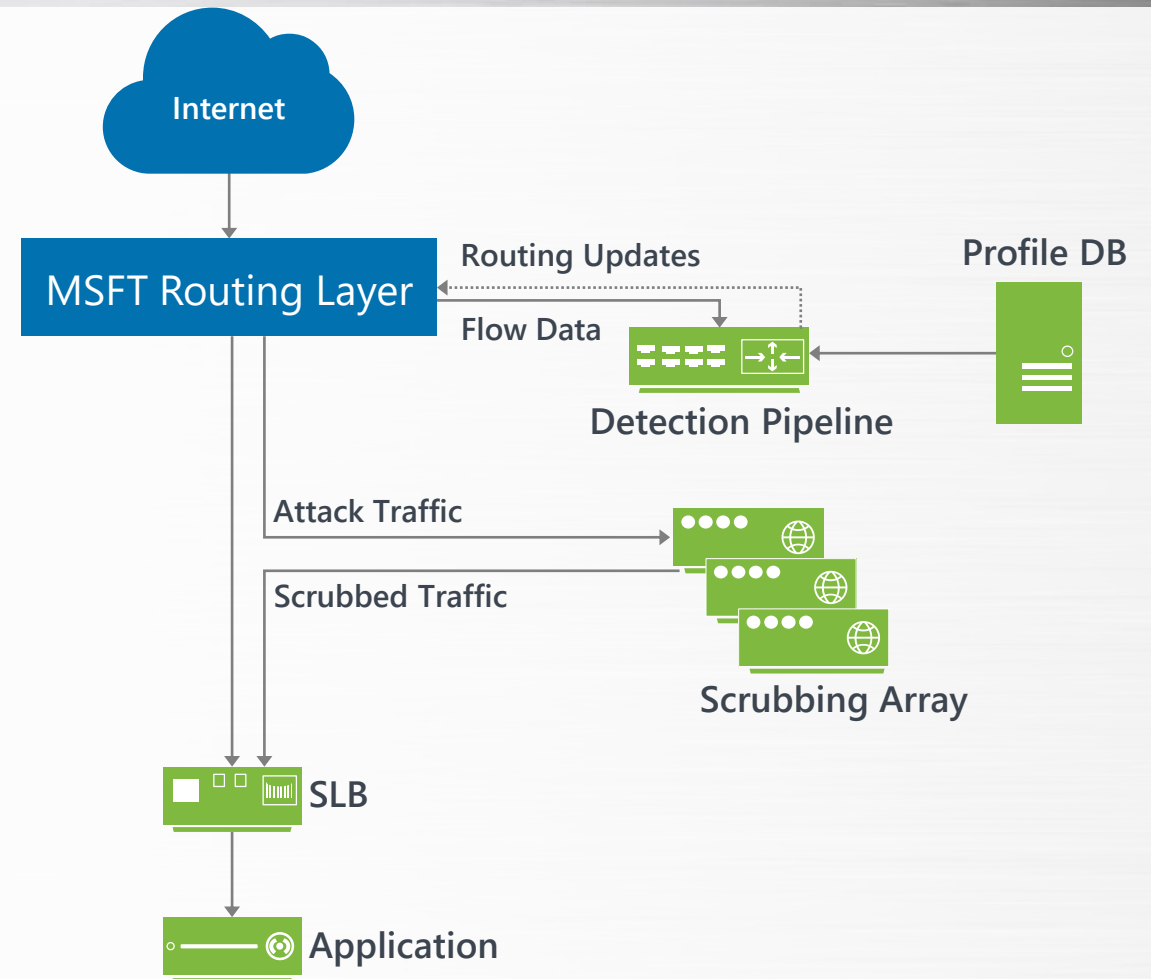 Internet
MSFT Routing Layer
Routing Updates
Flow Data
Profile DB
Detection Pipeline
Attack Traffic
Scrubbed Traffic
Scrubbing Array
SLB
Application